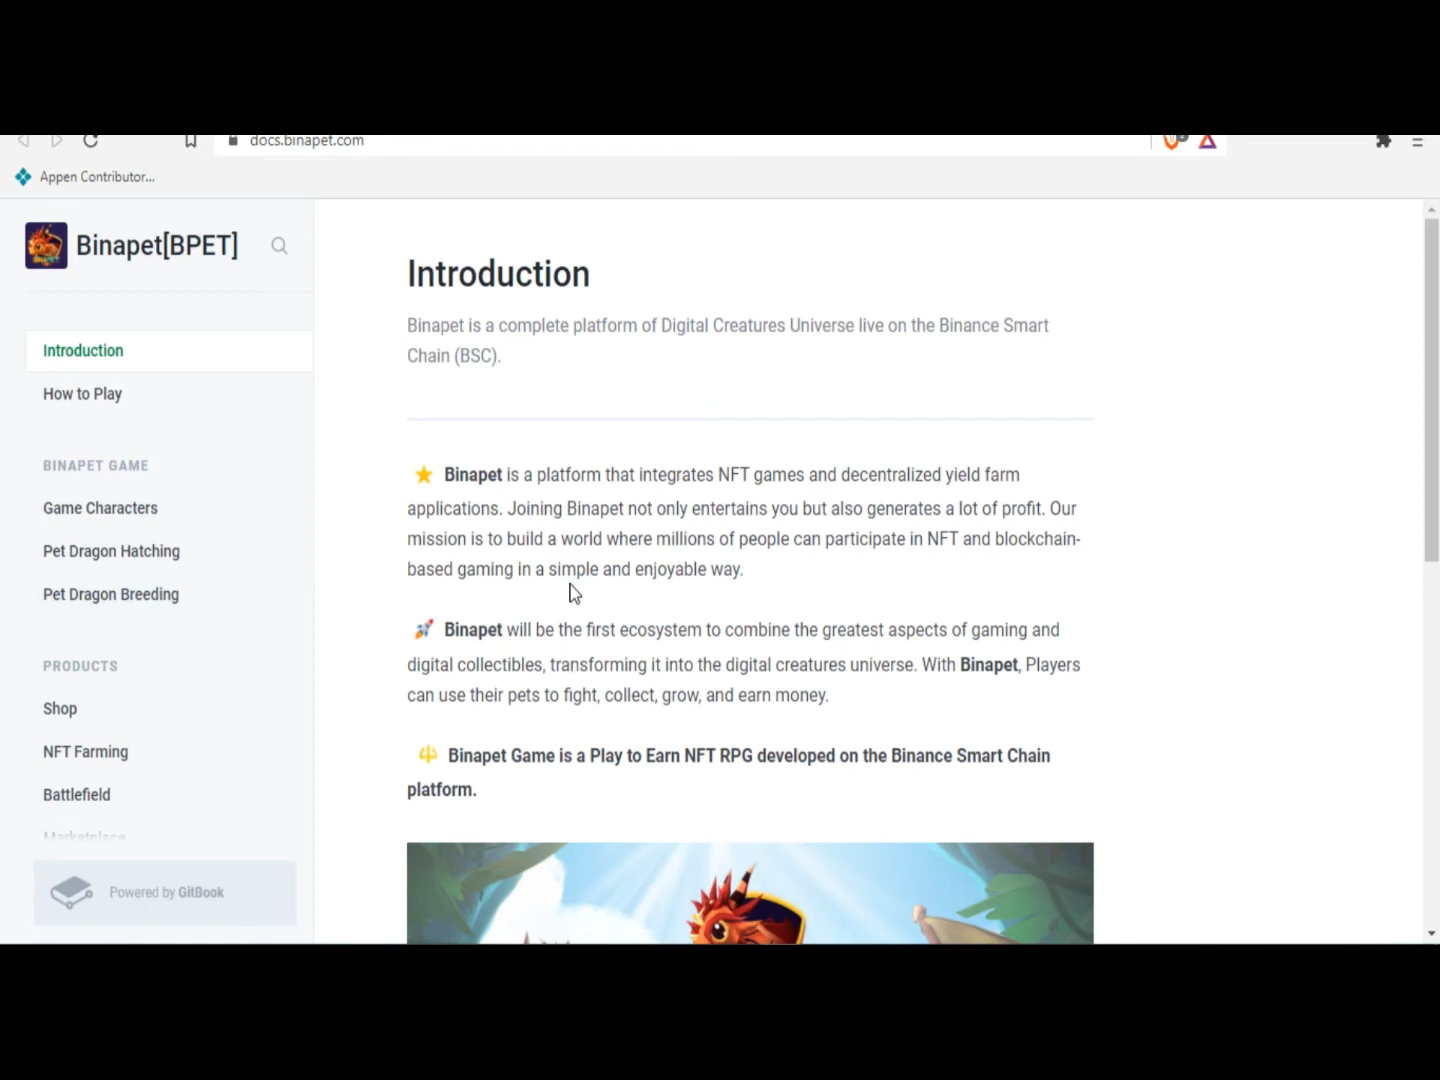 docs.binapet.com
Appen Contributor...
Binapet[BPET]
Introduction
How to Play
BINAPET GAME
Game Characters
Pet Dragon Hatching
Pet Dragon Breeding
PRODUCTS
Shop
NFT Farming
Battlefield
Marketplace
Powered by GitBook
Introduction
Binapet is a complete platform of Digital Creatures Universe live on the Binance Smart
Chain (BSC).
Binapet is a platform that integrates NFT games and decentralized yield farm
applications. Joining Binapet not only entertains you but also generates a lot of profit. Our
mission is to build a world where millions of people can participate in NFT and blockchain-
based gaming in a simple and enjoyable way.
Binapet will be the first ecosystem to combine the greatest aspects of gaming and
digital collectibles, transforming it into the digital creatures universe. With Binapet, Players
can use their pets to fight, collect, grow, and earn money.
Binapet Game is a Play to Earn NFT RPG developed on the Binance Smart Chain
platform.